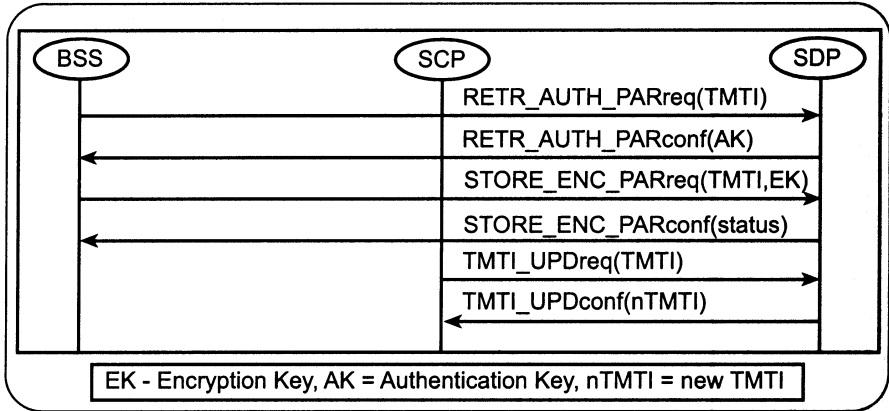 BSS
SCP
SDP
RETR_AUTH_PARreq(TMTI)
RETR_AUTH_PARconf(AK)
STORE_ENC_PARreq(TMTI,EK)
STORE_ENC_PARconf(status)
TMTI_UPDreq(TMTI)
TMTI_UPDconf(nTMTI)
EK - Encryption Key, AK = Authentication Key, nTMTI = new TMTI